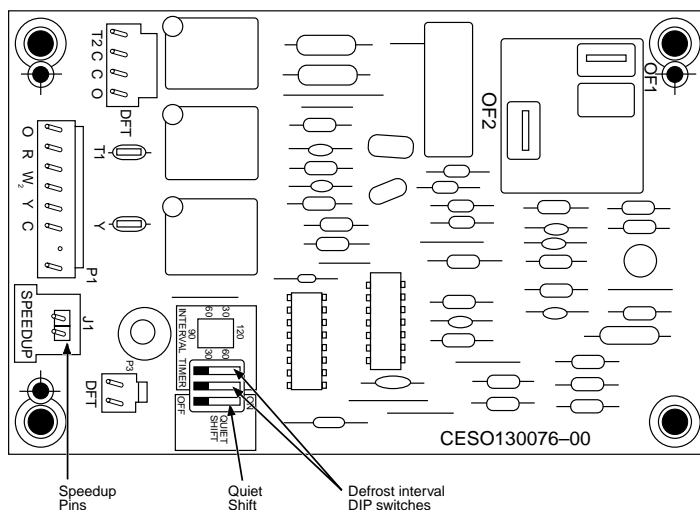 T2 C C O
DFT
T1
Y
O R W2 Y C
P1
J1
SPEEDUP
P3
DFT
OF1
OF2
INTERVAL TIMER
60 30
120
90
30 60
OFF
ON
QUIET
SHIFT
CESO130076–00
Speedup
Pins
Quiet
Shift
Defrost interval
DIP switches